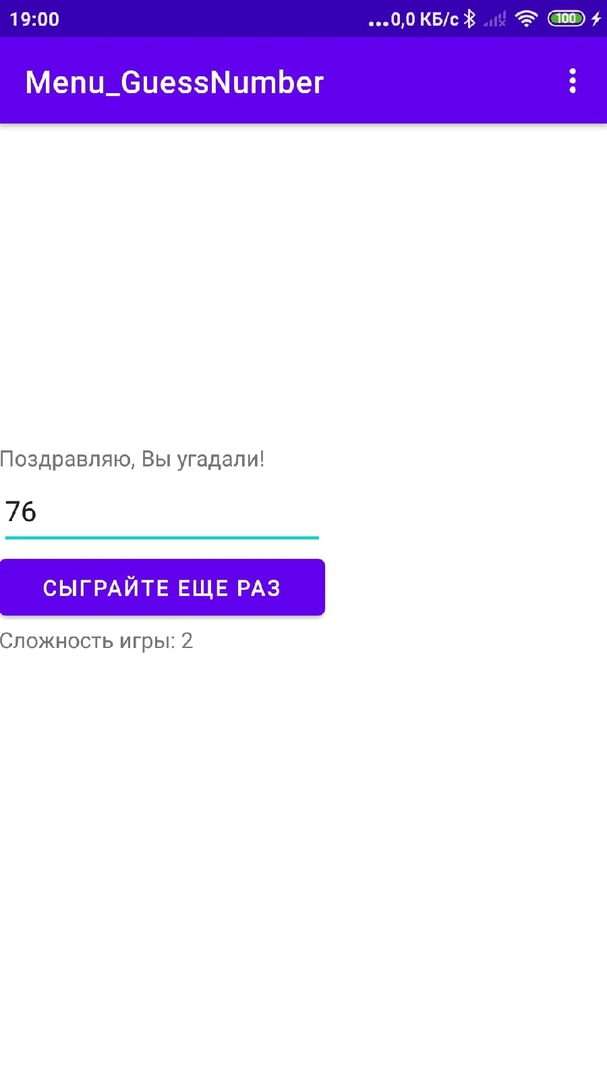 19:00 ...0,0 КБ/с 100
Menu_GuessNumber
Поздравляю, Вы угадали!
76
СЫГРАЙТЕ ЕЩЕ РАЗ
Сложность игры: 2